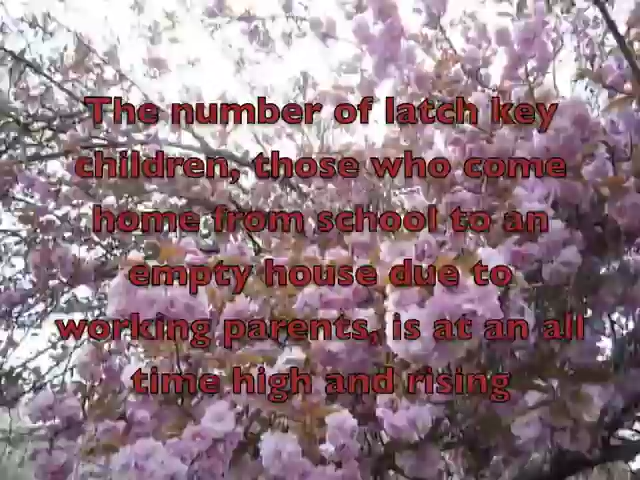 The number of latch key
children, those who come
home from school to an
empty house due to
working parents, is at an all
time high and rising